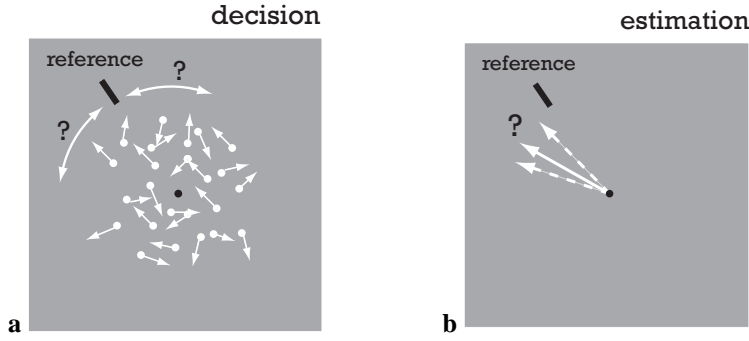 decision
reference
?
?
a
estimation
reference
?
b